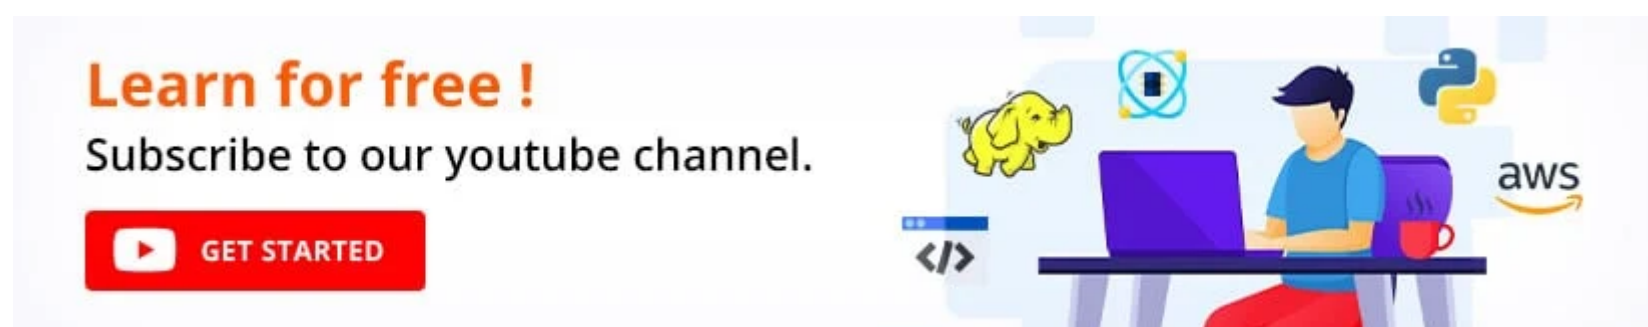 Learn for free !
Subscribe to our youtube channel.
GET STARTED
aws
</>